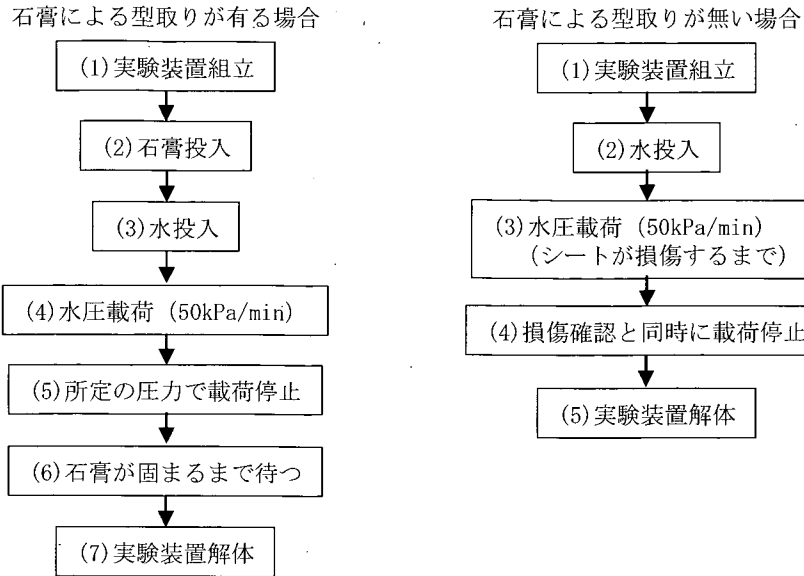 石膏による型取りが有る場合
(1)実験装置組立
(2)石膏投入
(3)水投入
(4)水圧載荷 (50kPa/min)
(5)所定の圧力で載荷停止
(6)石膏が固まるまで待つ
(7)実験装置解体
石膏による型取りが無い場合
(1)実験装置組立
(2)水投入
(3)水圧載荷 (50kPa/min)
(シートが損傷するまで)
(4)損傷確認と同時に載荷停止
(5)実験装置解体